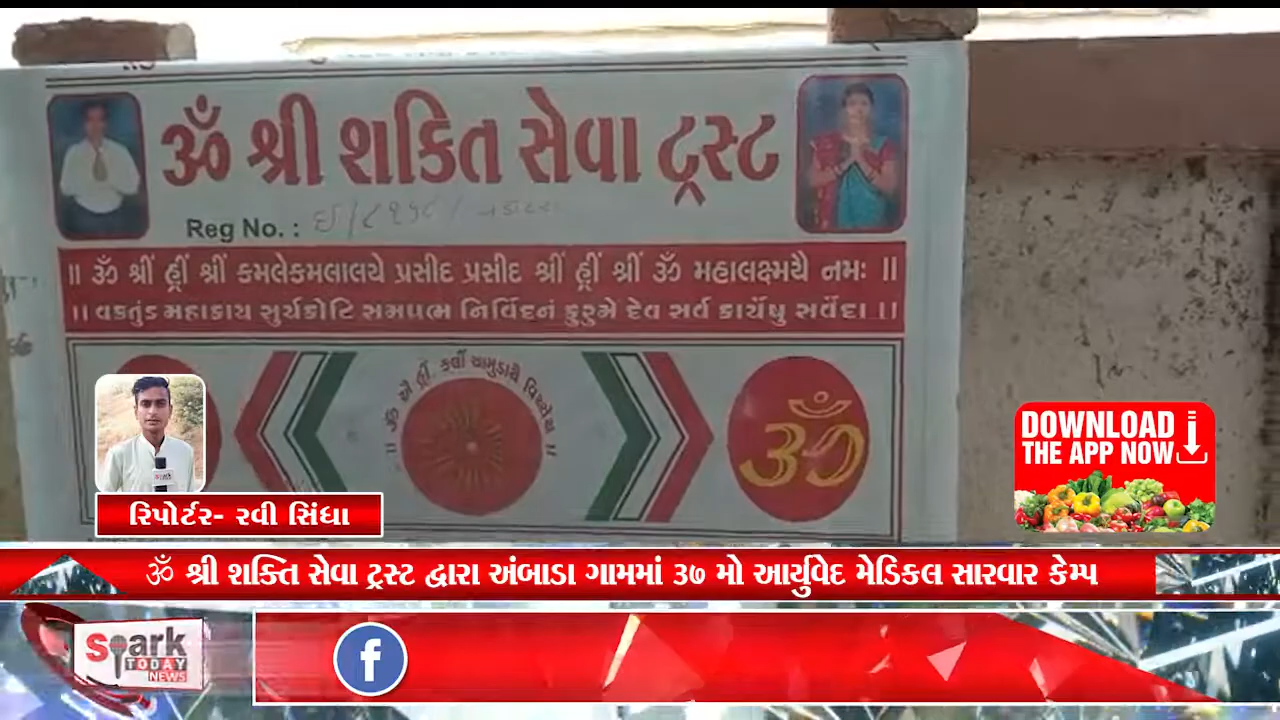 ૐ શ્રી શક્તિ સેવા ટ્રસ્ટ
Reg No. :
॥ ૐ શ્રીં હ્રીં શ્રીં કમલેકમલાલયે પ્રસીદ પ્રસીદ શ્રીં હ્રીં શ્રીં ૐ મહાલક્ષ્મયૈ નમઃ ॥
।। વક્રતુંડ મહાકાય સુર્યકોટિ સમપ્રભ નિર્વિઘ્નં કુરુમે દેવ સર્વ કાર્યેષુ સર્વદા ।।
ૐ
DOWNLOAD
THE APP NOW
રિપોર્ટર- રવી સિંધા
ૐ શ્રી શક્તિ સેવા ટ્રસ્ટ દ્વારા અંબાડા ગામમાં ૩૭ મો આર્યુવેદ મેડિકલ સારવાર કેમ્પ
Spark
TODAY
NEWS
f